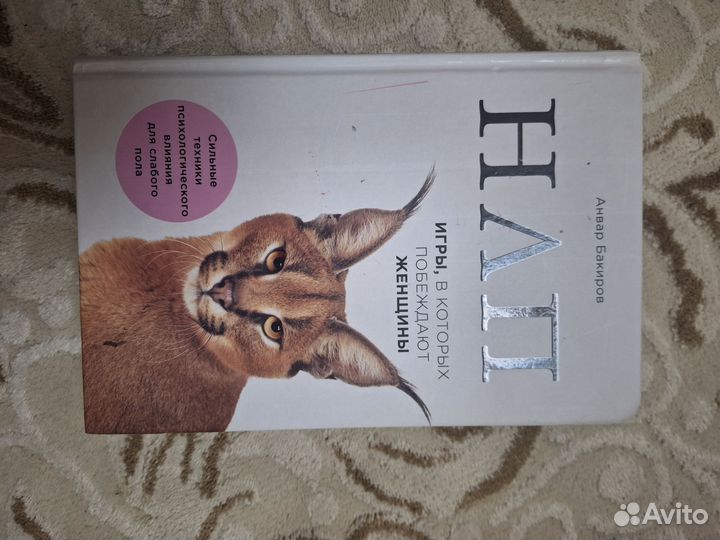 Анвар Бакиров
НЛП
ИГРЫ, В КОТОРЫХ
ПОБЕЖДАЮТ
ЖЕНЩИНЫ
Сильные
техники
психологического
влияния
для слабого
пола
Avito